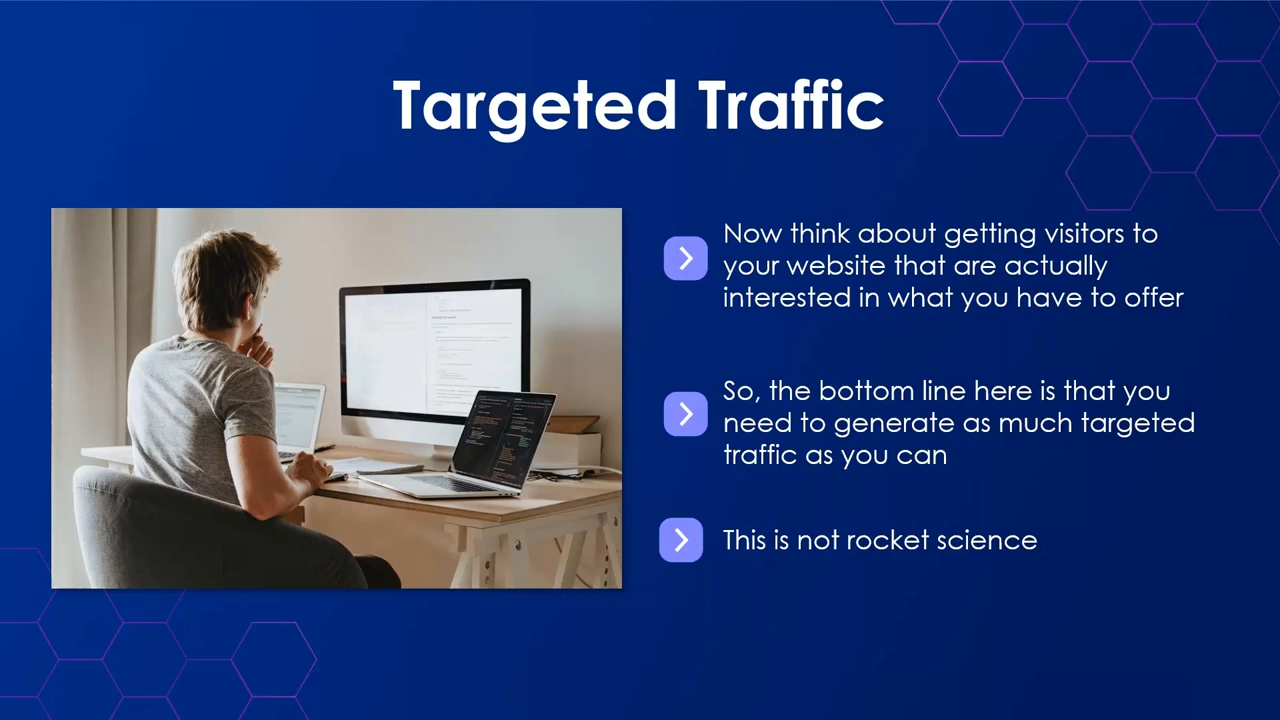 Targeted Traffic
Now think about getting visitors to
your website that are actually
interested in what you have to offer
So, the bottom line here is that you
need to generate as much targeted
traffic as you can
This is not rocket science